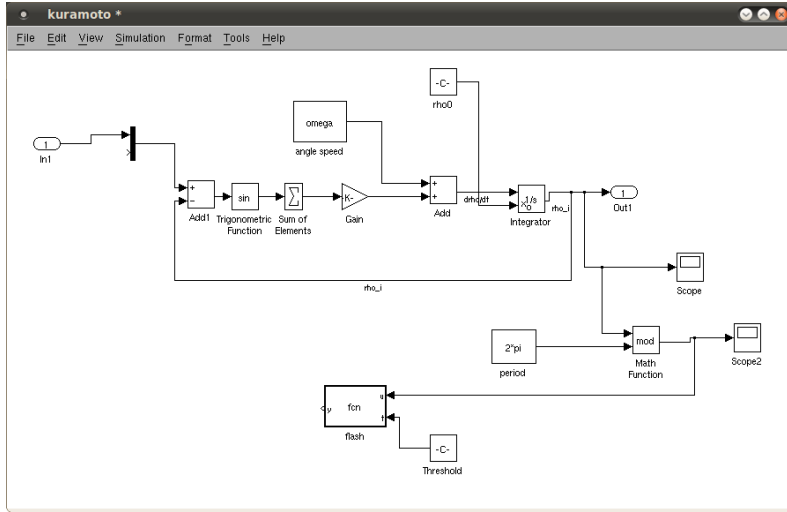 kuramoto *
File Edit View Simulation Format Tools Help
1
In1
omega
angle speed
-C-
rho0
+
−
Add1
sin
Trigonometric
Function
∑
Sum of
Elements
K-
Gain
+
+
Add
drho/dt
1/s
xo
Integrator
rho_i
1
Out1
rho_i
Scope
2*pi
period
mod
Math
Function
Scope2
fcn
u
t
y
flash
-C-
Threshold